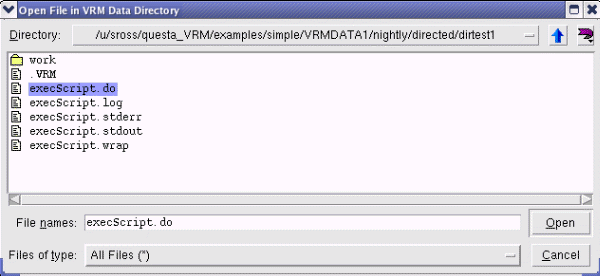 Open File in VRM Data Directory
Directory: /u/sross/questa_VRM/examples/simple/VRMDATA1/nightly/directed/dirtest1
work
.VRM
execScript.do
execScript.log
execScript.stderr
execScript.stdout
execScript.wrap
File names: execScript.do Open
Files of type: All Files (*) Cancel